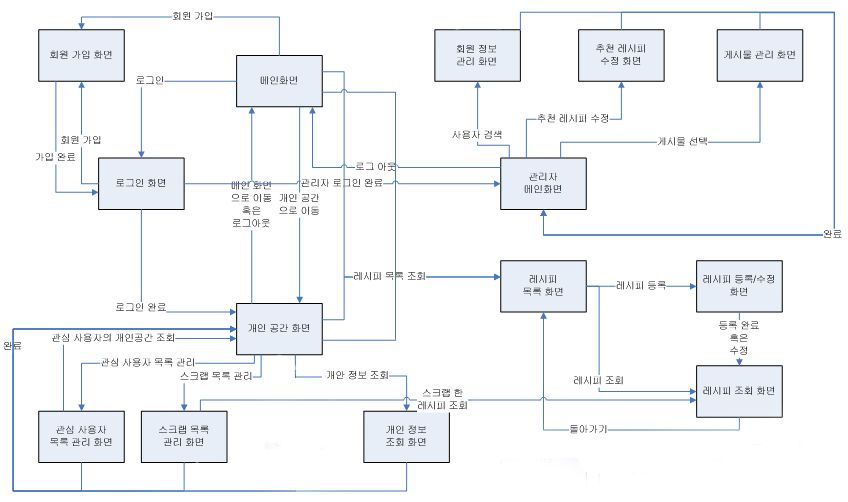 회원 가입
회원 가입 화면
메인화면
회원 정보
관리 화면
추천 레시피
수정 화면
게시물 관리 화면
로그인
회원 가입
가입 완료
사용자 검색
추천 레시피 수정
게시물 선택
로그 아웃
로그인 화면
메인 화면
으로 이동
혹은
로그아웃
개인 공간
으로 이동
관리자 로그인 완료
관리자
메인화면
완료
레시피 목록 조회
레시피
목록 화면
레시피 등록
레시피 등록/수정
화면
로그인 완료
개인 공간 화면
등록 완료
혹은
수정
완료
관심 사용자의 개인공간 조회
관심 사용자 목록 관리
스크랩 목록 관리
개안 정보 조회
레시피 조회
레시피 조회 화면
스크랩 한
레시피 조회
관심 사용자
목록 관리 화면
스크랩 목록
관리 화면
개인 정보
조회 화면
돌아가기